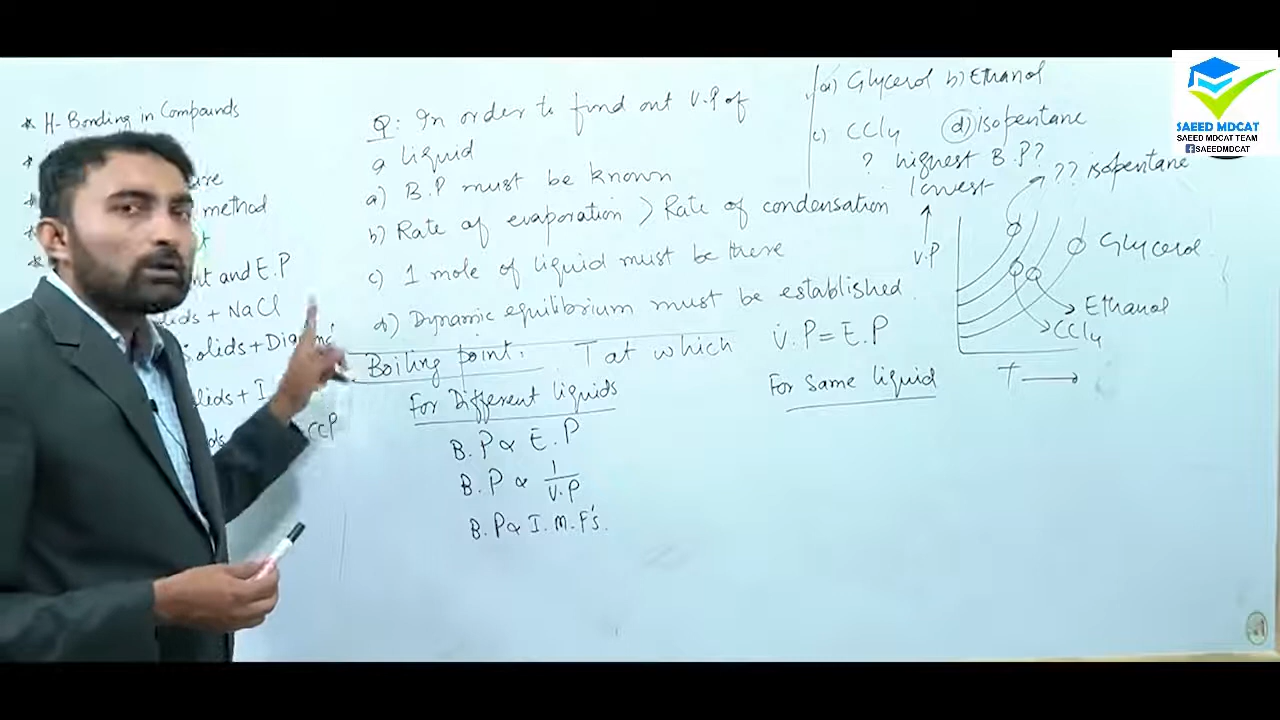 * H-Bonding in Compounds
method
nt and E.P
olids + NaCl
Solids + Diamond
lids + I
ccp
Q: In order to find out V.P of
a liquid
a) B.P must be known
b) Rate of evaporation > Rate of condensation
c) 1 mole of liquid must be there
d) Dynamic equilibrium must be established.
Boiling point: T at which V.P = E.P
For Different liquids
B.P ∝ E.P
B.P ∝ 1/V.P
B.P ∝ I.M.F's.
For Same liquid
a) Glycerol b) Ethanol
c) CCl4 d) isopentane
? highest B.P?
lowest
?? isopentane
V.P
Glycerol
Ethanol
CCl4
T →
SAEED MDCAT
SAEED MDCAT TEAM
f SAEEDMDCAT